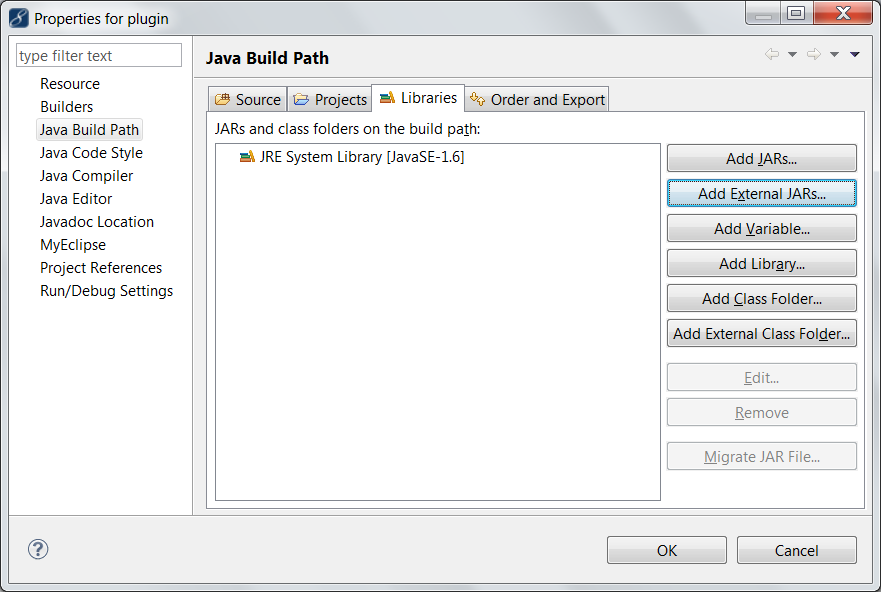 Properties for plugin
type filter text
Resource
Builders
Java Build Path
Java Code Style
Java Compiler
Java Editor
Javadoc Location
MyEclipse
Project References
Run/Debug Settings
Java Build Path
Source Projects Libraries Order and Export
JARs and class folders on the build path:
JRE System Library [JavaSE-1.6]
Add JARs...
Add External JARs...
Add Variable...
Add Library...
Add Class Folder...
Add External Class Folder...
Edit...
Remove
Migrate JAR File...
?
OK Cancel